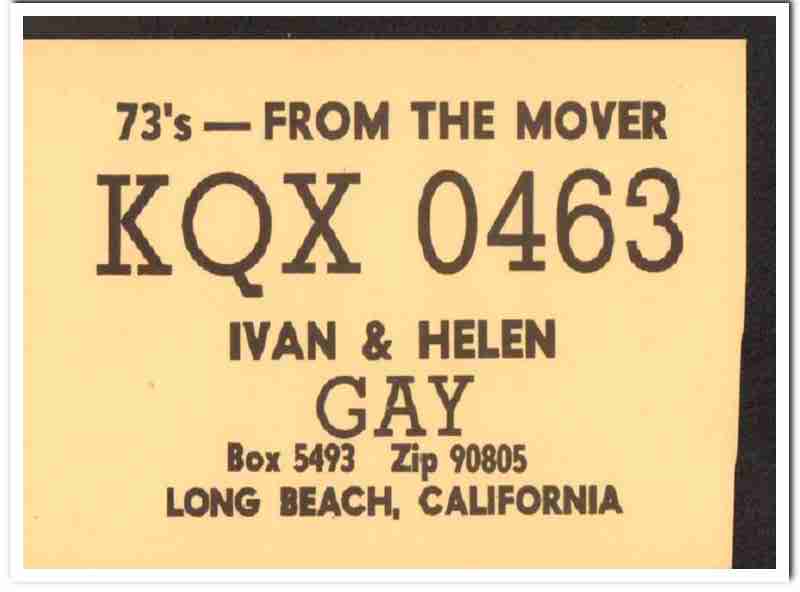 73's — FROM THE MOVER
KQX 0463
IVAN & HELEN
GAY
Box 5493 Zip 90805
LONG BEACH, CALIFORNIA